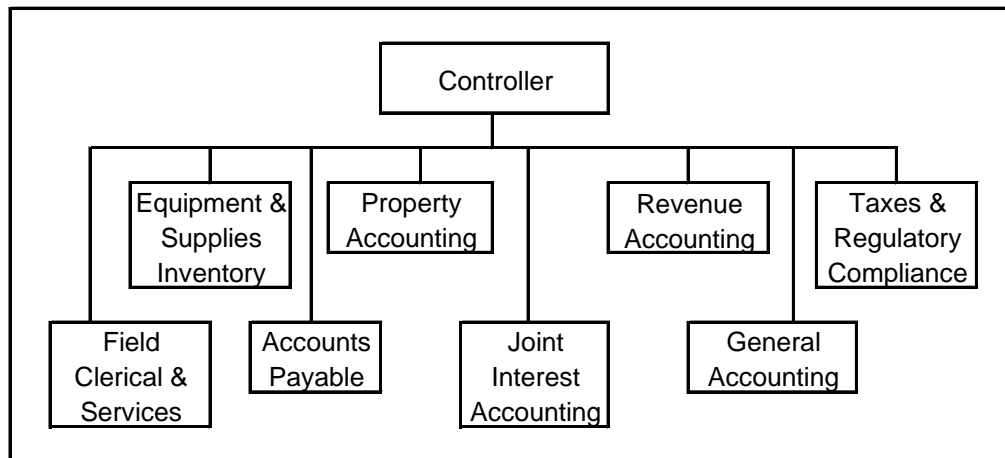 Controller
Equipment &
Supplies
Inventory
Property
Accounting
Revenue
Accounting
Taxes &
Regulatory
Compliance
Field
Clerical &
Services
Accounts
Payable
Joint
Interest
Accounting
General
Accounting